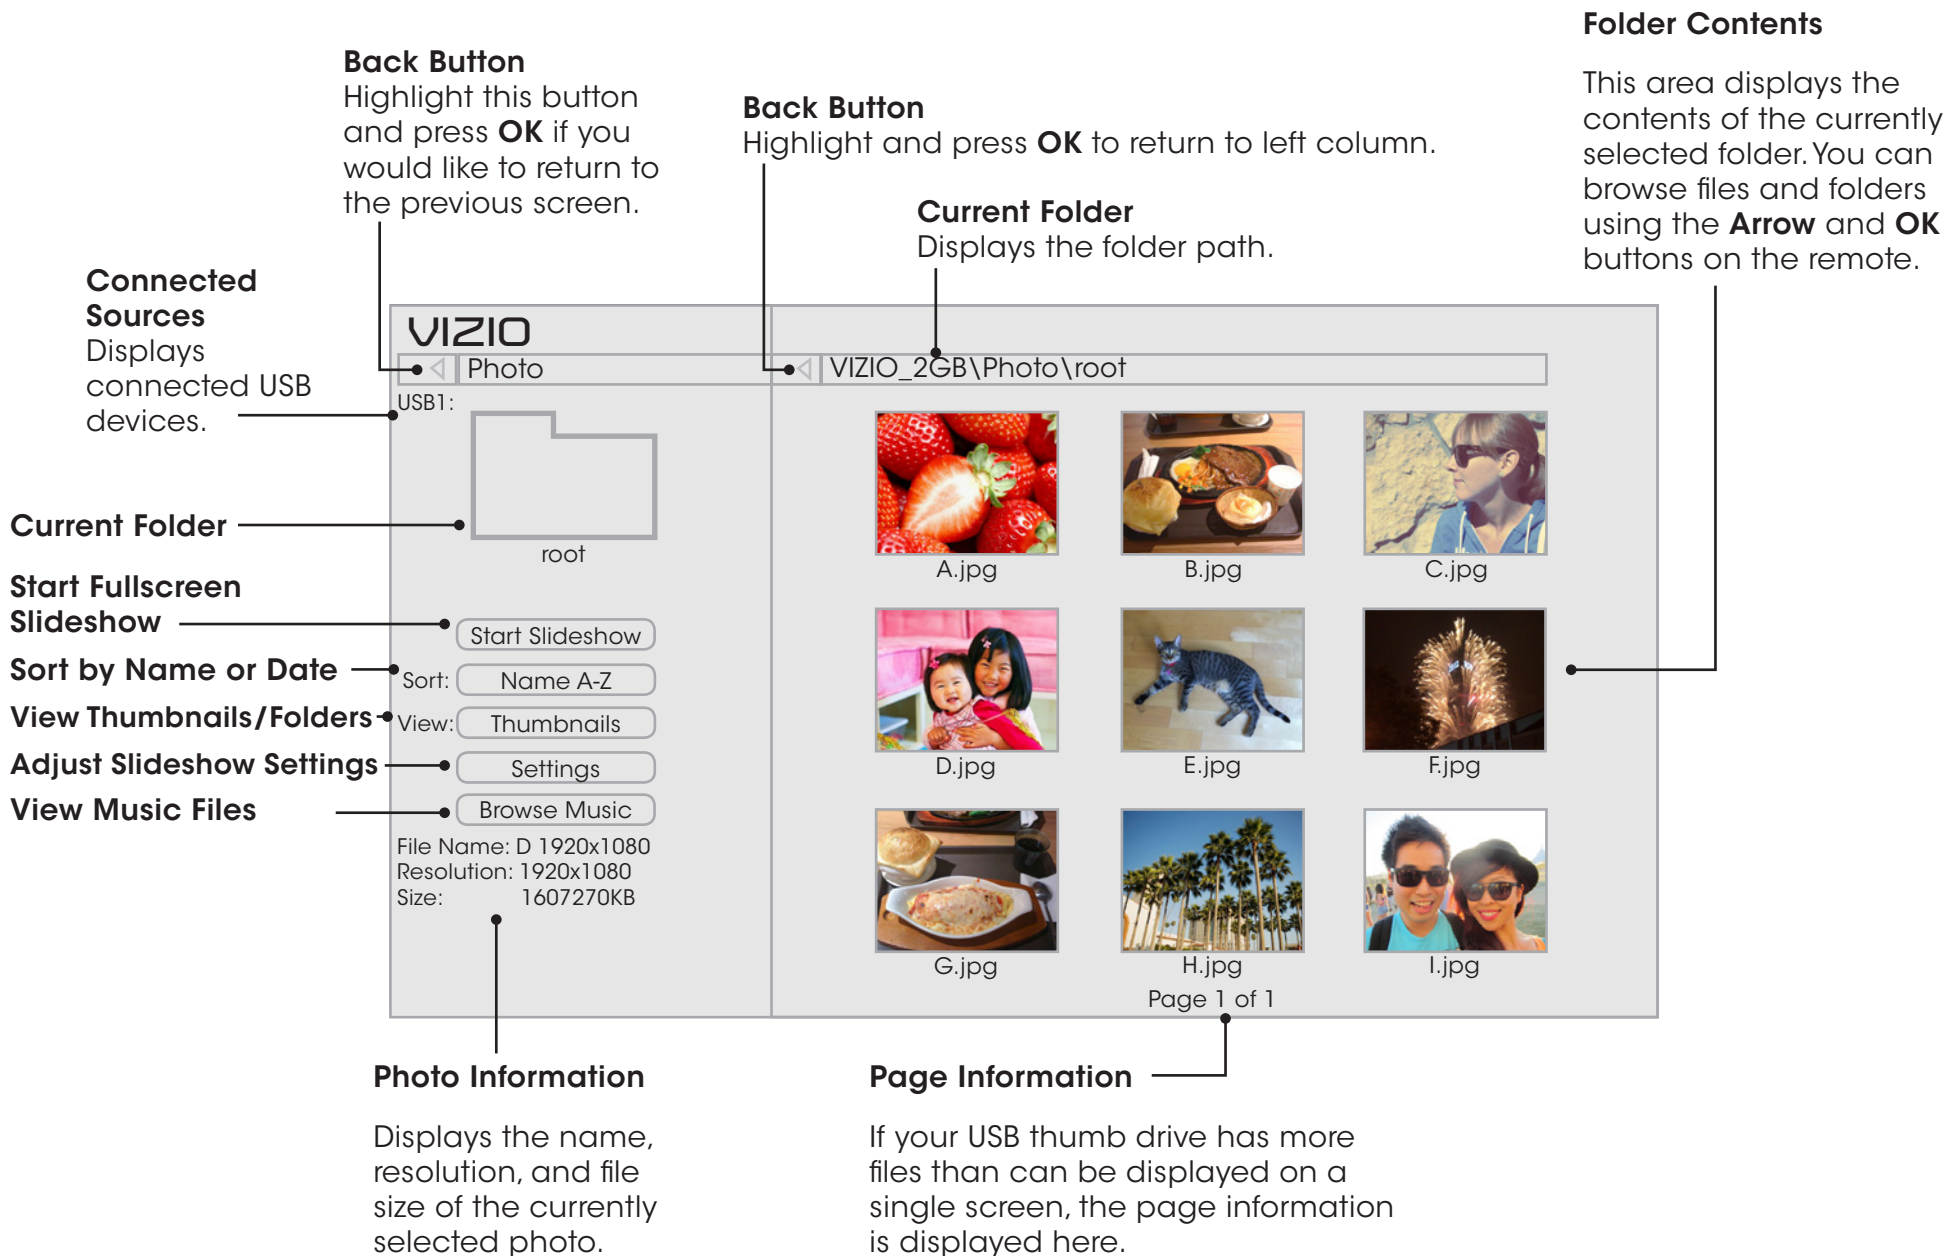 Folder Contents
This area displays the
contents of the currently
selected folder. You can
browse files and folders
using the Arrow and OK
buttons on the remote.
Back Button
Highlight this button
and press OK if you
would like to return to
the previous screen.
Back Button
Highlight and press OK to return to left column.
Current Folder
Displays the folder path.
Connected
Sources
Displays
connected USB
devices.
Current Folder
Start Fullscreen
Slideshow
Sort by Name or Date
View Thumbnails/Folders
Adjust Slideshow Settings
View Music Files
VIZIO
Photo
VIZIO_2GB\Photo\root
USB1:
root
Start Slideshow
Sort: Name A-Z
View: Thumbnails
Settings
Browse Music
File Name: D 1920x1080
Resolution: 1920x1080
Size: 1607270KB
A.jpg
B.jpg
C.jpg
D.jpg
E.jpg
F.jpg
G.jpg
H.jpg
I.jpg
Page 1 of 1
Photo Information
Displays the name,
resolution, and file
size of the currently
selected photo.
Page Information
If your USB thumb drive has more
files than can be displayed on a
single screen, the page information
is displayed here.